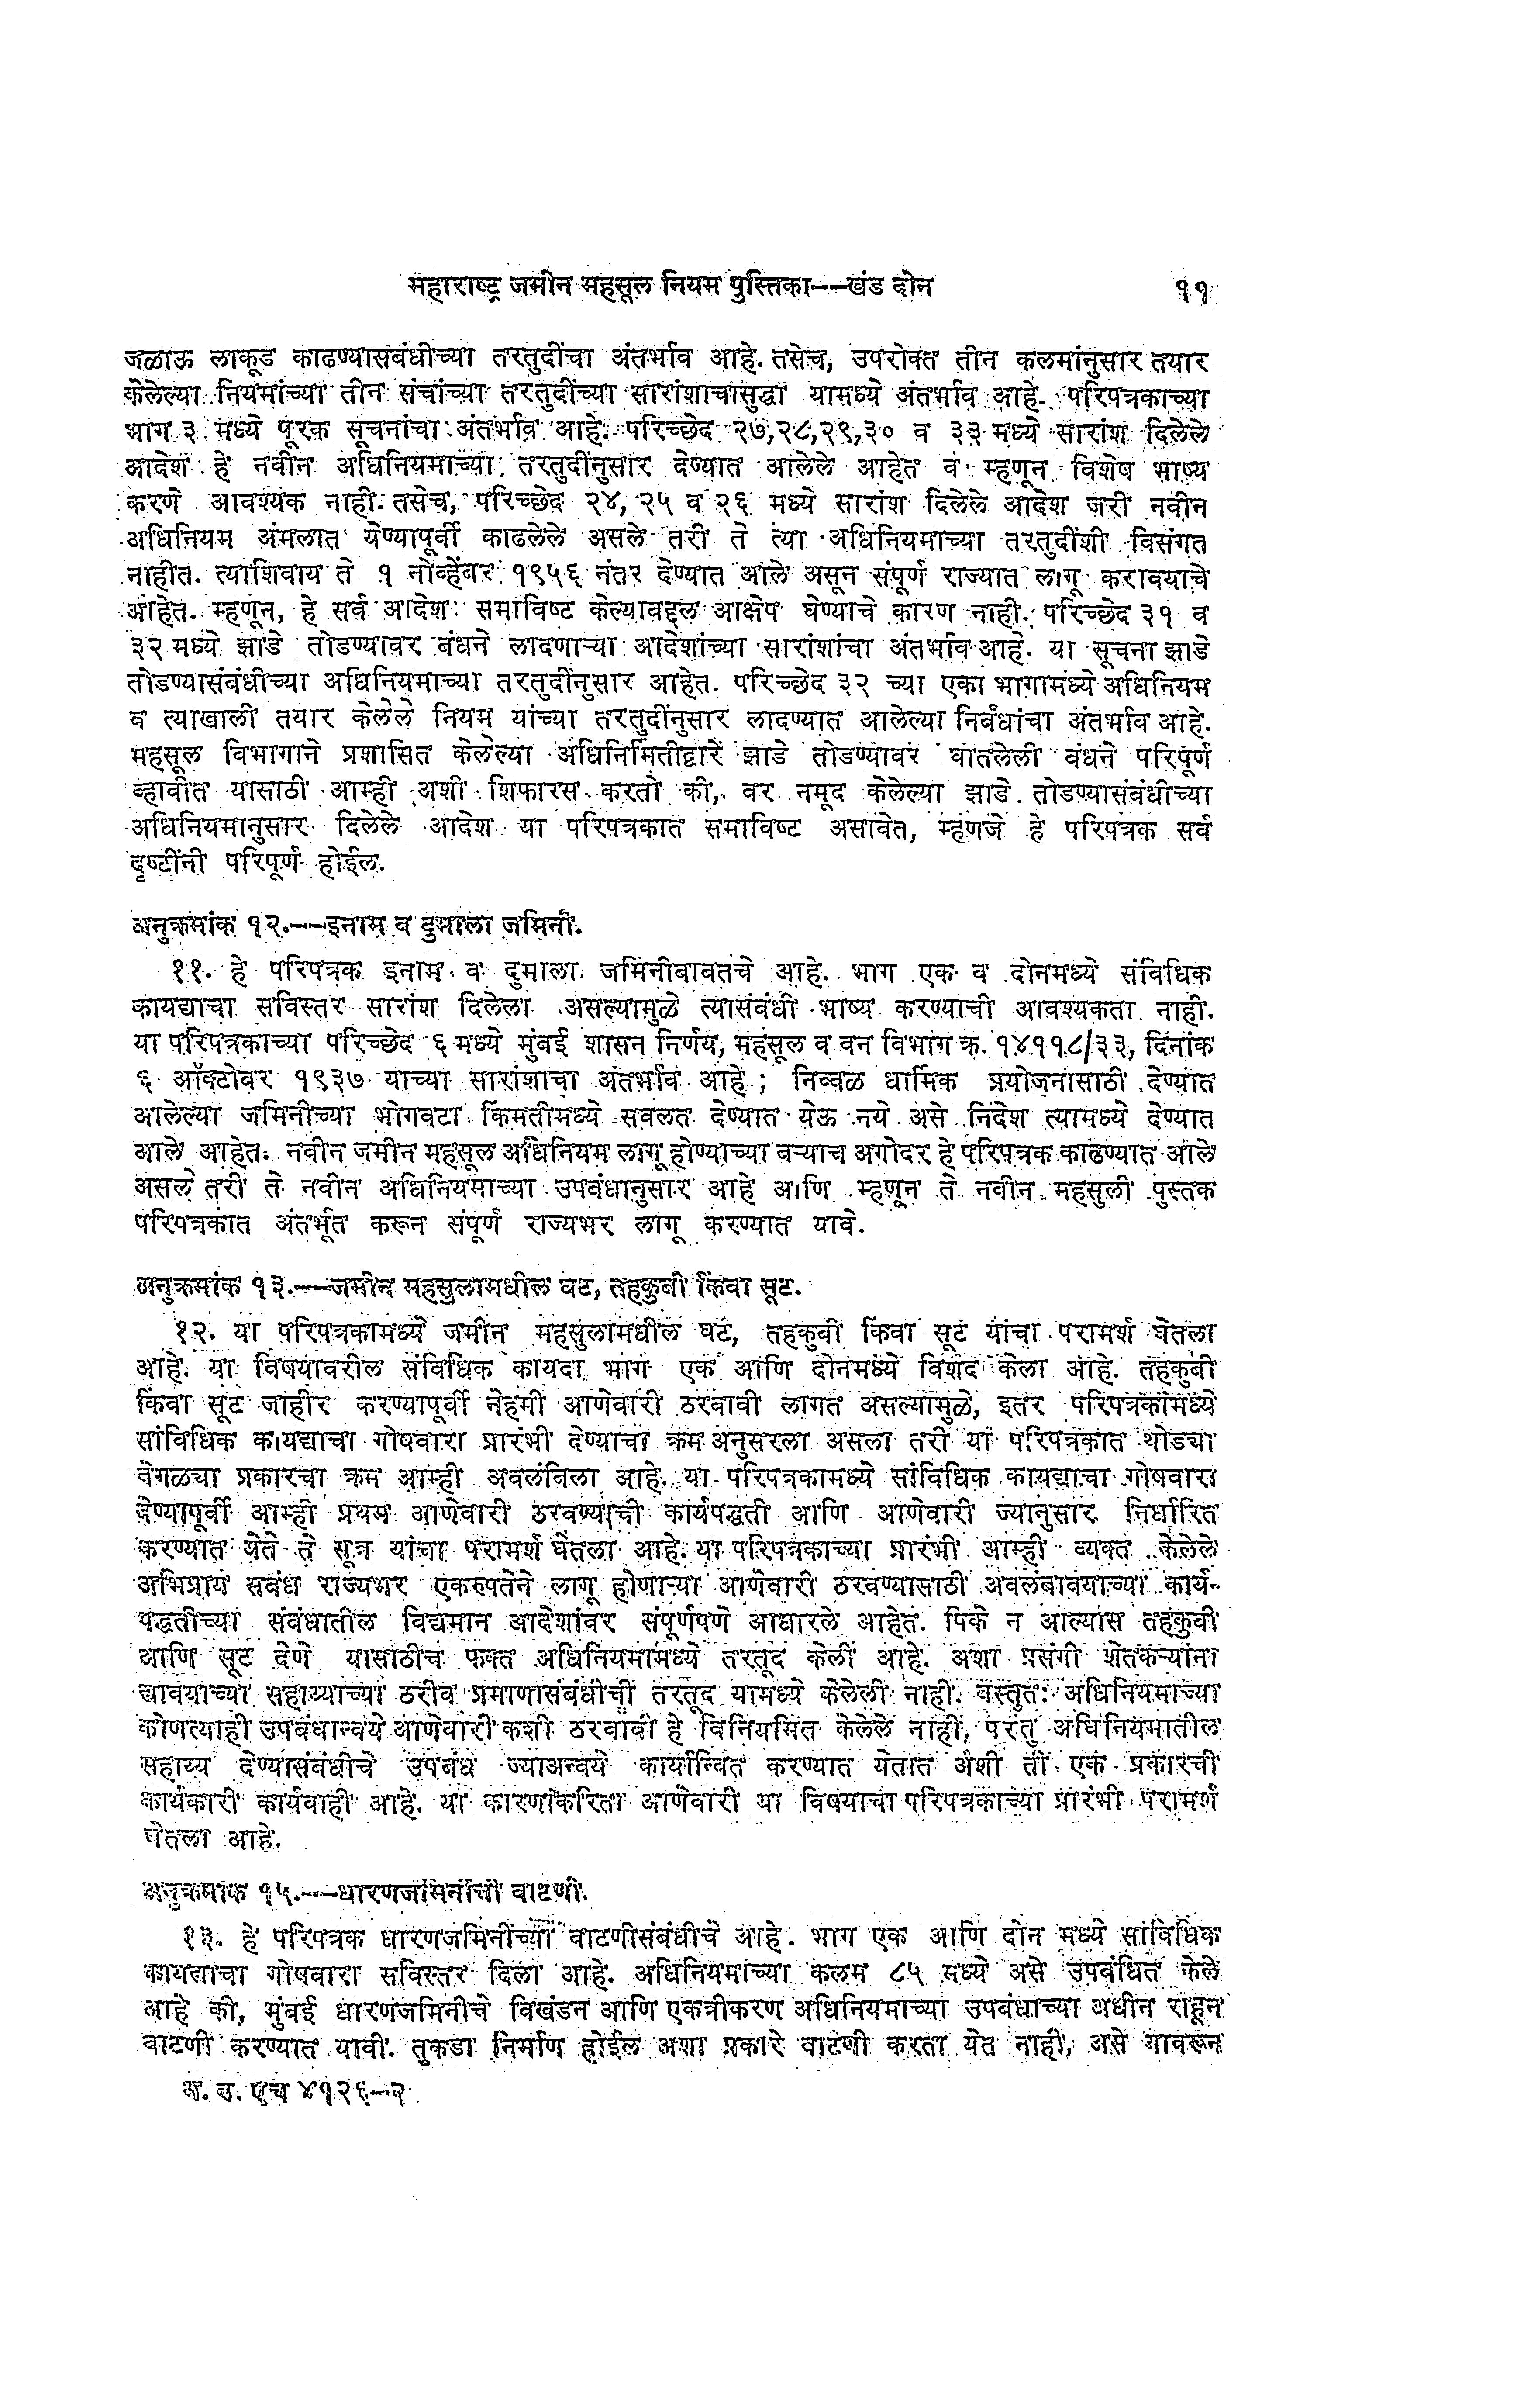 महाराष्ट्र जमीन महसूल नियम पुस्तिका--खंड दोन ११
जळाऊ लाकूड काढण्यासंबंधीच्या तरतुदींचा अंतर्भाव आहे. तसेच, उपरोक्त तीन कलमांनुसार तयार
केलेल्या नियमांच्या तीन संचांच्या तरतुदींच्या सारांशाचासुद्धा यामध्ये अंतर्भाव आहे. परिपत्रकाच्या
भाग ३ मध्ये पूरक सूचनांचा अंतर्भाव आहे. परिच्छेद २७,२८,२९,३० व ३३ मध्ये सारांश दिलेले
आदेश हे नवीन अधिनियमाच्या तरतुदींनुसार देण्यात आलेले आहेत व म्हणून विशेष भाष्य
करणे आवश्यक नाही. तसेच, परिच्छेद २४, २५ व २६ मध्ये सारांश दिलेले आदेश जरी नवीन
अधिनियम अंमलात येण्यापूर्वी काढलेले असले तरी ते त्या अधिनियमाच्या तरतुदींशी विसंगत
नाहीत. त्याशिवाय ते १ नोव्हेंबर १९५६ नंतर देण्यात आले असून संपूर्ण राज्यात लागू करावयाचे
आहेत. म्हणून, हे सर्व आदेश समाविष्ट केल्याबद्दल आक्षेप घेण्याचे कारण नाही. परिच्छेद ३१ व
३२ मध्ये झाडे तोडण्यावर बंधने लादणाऱ्या आदेशांच्या सारांशांचा अंतर्भाव आहे. या सूचना झाडे
तोडण्यासंबंधीच्या अधिनियमाच्या तरतुदींनुसार आहेत. परिच्छेद ३२ च्या एका भागामध्ये अधिनियम
व त्याखाली तयार केलेले नियम यांच्या तरतुदींनुसार लादण्यात आलेल्या निर्बंधांचा अंतर्भाव आहे.
महसूल विभागाने प्रशासित केलेल्या अधिनिर्मितीद्वारे झाडे तोडण्यावर घातलेली बंधने परिपूर्ण
व्हावीत यासाठी आम्ही अशी शिफारस करतो की, वर नमूद केलेल्या झाडे तोडण्यासंबंधीच्या
अधिनियमानुसार दिलेले आदेश या परिपत्रकात समाविष्ट असावेत, म्हणजे हे परिपत्रक सर्व
दृष्टींनी परिपूर्ण होईल.
अनुक्रमांक १२.--इनाम व दुमाला जमिनी.
११. हे परिपत्रक इनाम व दुमाला जमिनीबाबतचे आहे. भाग एक व दोनमध्ये संविधिक
कायद्याचा सविस्तर सारांश दिलेला असल्यामुळे त्यासंबंधी भाष्य करण्याची आवश्यकता नाही.
या परिपत्रकाच्या परिच्छेद ६ मध्ये मुंबई शासन निर्णय, महसूल व वन विभाग क्र. १४११८/३३, दिनांक
६ ऑक्टोबर १९३७ याच्या सारांशाचा अंतर्भाव आहे ; निव्वळ धार्मिक प्रयोजनासाठी देण्यात
आलेल्या जमिनीच्या भोगवटा किंमतीमध्ये सवलत देण्यात येऊ नये असे निदेश त्यामध्ये देण्यात
आले आहेत. नवीन जमीन महसूल अधिनियम लागू होण्याच्या बऱ्याच अगोदर हे परिपत्रक काढण्यात आले
असले तरी ते नवीन अधिनियमाच्या उपबंधानुसार आहे आणि म्हणून ते नवीन महसुली पुस्तक
परिपत्रकात अंतर्भूत करून संपूर्ण राज्यभर लागू करण्यात यावे.
अनुक्रमांक १३.--जमीन महसुलामधील घट, तहकुबी किंवा सूट.
१२. या परिपत्रकामध्ये जमीन महसुलामधील घट, तहकुबी किंवा सूट यांचा परामर्श घेतला
आहे. या विषयावरील संविधिक कायदा भाग एक आणि दोनमध्ये विशद केला आहे. तहकुबी
किंवा सूट जाहीर करण्यापूर्वी नेहमी आणेवारी ठरवावी लागत असल्यामुळे, इतर परिपत्रकांमध्ये
सांविधिक कायद्याचा गोषवारा प्रारंभी देण्याचा क्रम अनुसरला असला तरी या परिपत्रकात थोड्या
वेगळ्या प्रकारचा क्रम आम्ही अवलंबिला आहे. या परिपत्रकामध्ये सांविधिक कायद्याचा गोषवारा
देण्यापूर्वी आम्ही प्रथम आणेवारी ठरवण्याची कार्यपद्धती आणि आणेवारी ज्यानुसार निर्धारित
करण्यात येते ते सूत्र यांचा परामर्श घेतला आहे. या परिपत्रकाच्या प्रारंभी आम्ही व्यक्त केलेले
अभिप्राय सबंध राज्यभर एकरुपतेने लागू होणाऱ्या आणेवारी ठरवण्यासाठी अवलंबावयाच्या कार्य-
पद्धतीच्या संबंधातील विद्यमान आदेशांवर संपूर्णपणे आधारले आहेत. पिके न आल्यास तहकुबी
आणि सूट देणे यासाठीच फक्त अधिनियमामध्ये तरतूद केली आहे. अशा प्रसंगी शेतकऱ्यांना
द्यावयाच्या सहाय्याच्या ठरीव प्रमाणासंबंधीची तरतूद यामध्ये केलेली नाही. वस्तुतः अधिनियमाच्या
कोणत्याही उपबंधान्वये आणेवारी कशी ठरवावी हे विनियमित केलेले नाही, परंतु अधिनियमातील
सहाय्य देण्यासंबंधीचे उपबंध ज्याअन्वये कार्यान्वित करण्यात येतात अशी ती एक प्रकारची
कार्यकारी कार्यवाही आहे. या कारणांकरिता आणेवारी या विषयाचा परिपत्रकाच्या प्रारंभी परामर्श
घेतला आहे.
अनुक्रमांक १५.--धारणजमिनींची वाटणी.
१३. हे परिपत्रक धारणजमिनींच्या वाटणीसंबंधीचे आहे. भाग एक आणि दोन मध्ये सांविधिक
कायद्याचा गोषवारा सविस्तर दिला आहे. अधिनियमाच्या कलम ८५ मध्ये असे उपबंधित केले
आहे की, मुंबई धारणजमिनीचे विखंडन आणि एकत्रीकरण अधिनियमाच्या उपबंधाच्या अधीन राहून
वाटणी करण्यात यावी. तुकडा निर्माण होईल अशा प्रकारे वाटणी करता येत नाही, असे यावरून
अ. व. एच ४१२६-२